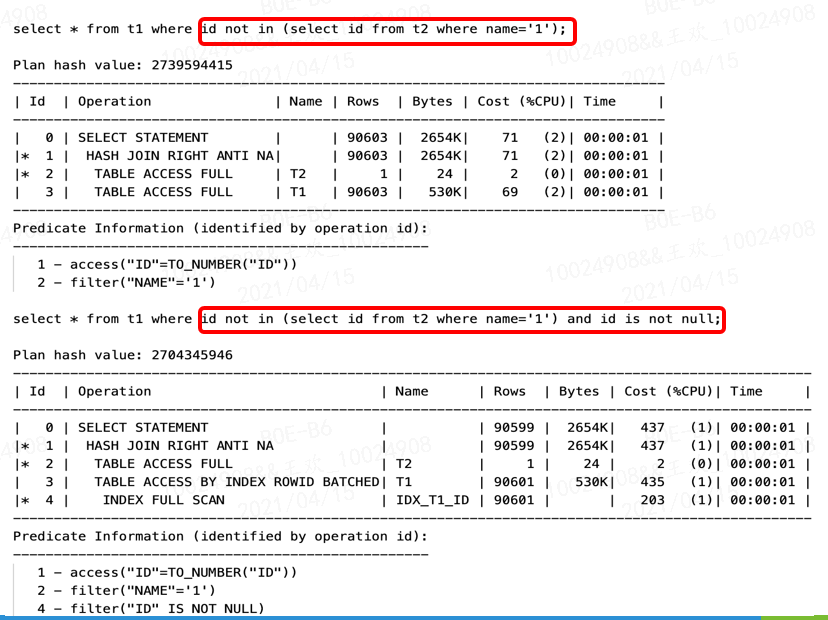 select * from t1 where id not in (select id from t2 where name='1');
Plan hash value: 2739594415
| Id | Operation | Name | Rows | Bytes | Cost (%CPU)| Time |
| 0 | SELECT STATEMENT | | 90603 | 2654K| 71 (2)| 00:00:01 |
|* 1 | HASH JOIN RIGHT ANTI NA| | 90603 | 2654K| 71 (2)| 00:00:01 |
|* 2 | TABLE ACCESS FULL | T2 | 1 | 24 | 2 (0)| 00:00:01 |
| 3 | TABLE ACCESS FULL | T1 | 90603 | 530K| 69 (2)| 00:00:01 |
Predicate Information (identified by operation id):
1 – access("ID"=TO_NUMBER("ID"))
2 – filter("NAME"='1')
select * from t1 where id not in (select id from t2 where name='1') and id is not null;
Plan hash value: 2704345946
| Id | Operation | Name | Rows | Bytes | Cost (%CPU)| Time |
| 0 | SELECT STATEMENT | | 90599 | 2654K| 437 (1)| 00:00:01 |
|* 1 | HASH JOIN RIGHT ANTI NA | | 90599 | 2654K| 437 (1)| 00:00:01 |
|* 2 | TABLE ACCESS FULL | T2 | 1 | 24 | 2 (0)| 00:00:01 |
| 3 | TABLE ACCESS BY INDEX ROWID BATCHED| T1 | 90601 | 530K| 435 (1)| 00:00:01 |
|* 4 | INDEX FULL SCAN | IDX_T1_ID | 90601 | | 203 (1)| 00:00:01 |
Predicate Information (identified by operation id):
1 – access("ID"=TO_NUMBER("ID"))
2 – filter("NAME"='1')
4 – filter("ID" IS NOT NULL)
BOE-B6
10024908&&王欢_10024908
2021/04/15